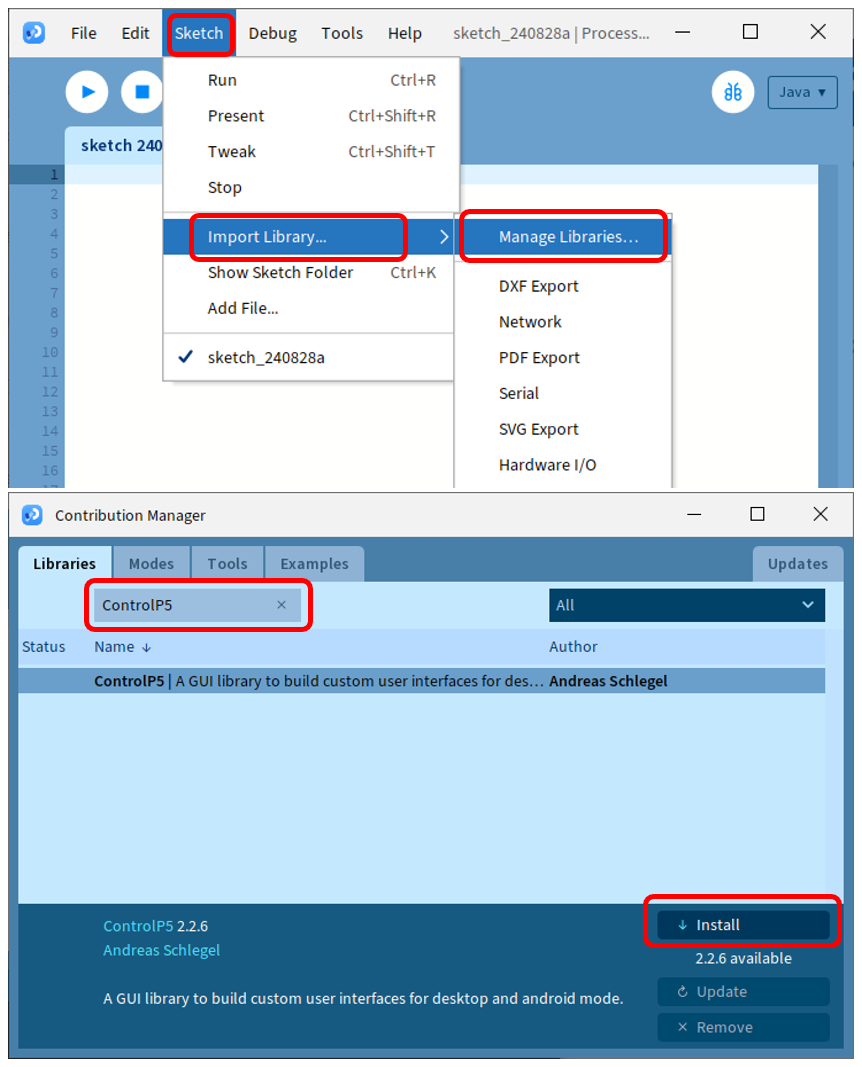 File Edit Sketch Debug Tools Help sketch_240828a | Process...
Run Ctrl+R
Java ▾
Present Ctrl+Shift+R
sketch 240
Tweak Ctrl+Shift+T
1
Stop
2
3
4
Import Library...
Manage Libraries...
5
6
Show Sketch Folder Ctrl+K
DXF Export
7
8
Add File...
Network
9
10
✓ sketch_240828a
PDF Export
11
12
Serial
13
14
SVG Export
15
16
Hardware I/O
Contribution Manager
Libraries Modes Tools Examples Updates
ControlP5 × All
Status Name ↓ Author
ControlP5 | A GUI library to build custom user interfaces for des... Andreas Schlegel
ControlP5 2.2.6
↓ Install
Andreas Schlegel
2.2.6 available
A GUI library to build custom user interfaces for desktop and android mode.
Update
× Remove